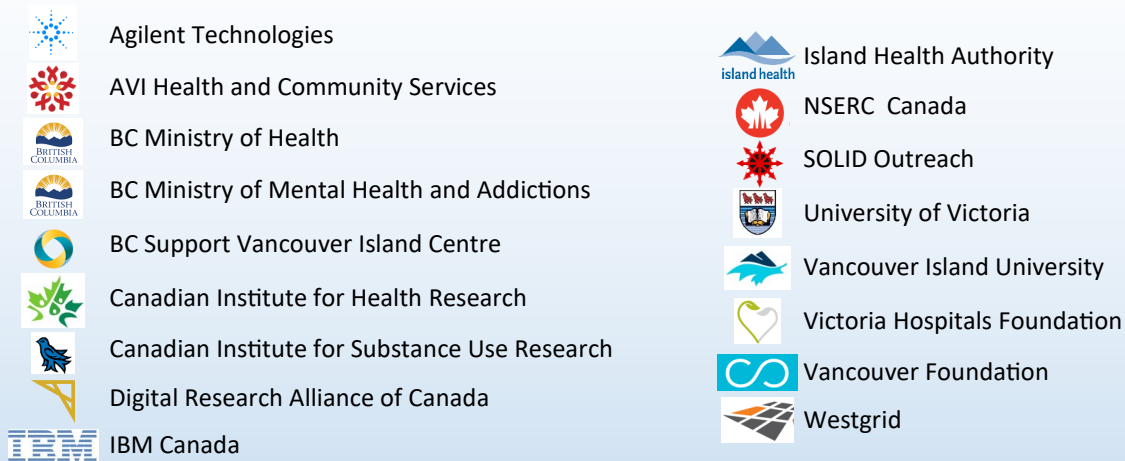 Agilent Technologies
AVI Health and Community Services
BRITISH
COLUMBIA
BC Ministry of Health
BRITISH
COLUMBIA
BC Ministry of Mental Health and Addictions
BC Support Vancouver Island Centre
Canadian Institute for Health Research
Canadian Institute for Substance Use Research
Digital Research Alliance of Canada
IBM
IBM Canada
island health
Island Health Authority
NSERC Canada
SOLID Outreach
University of Victoria
Vancouver Island University
Victoria Hospitals Foundation
Vancouver Foundation
Westgrid